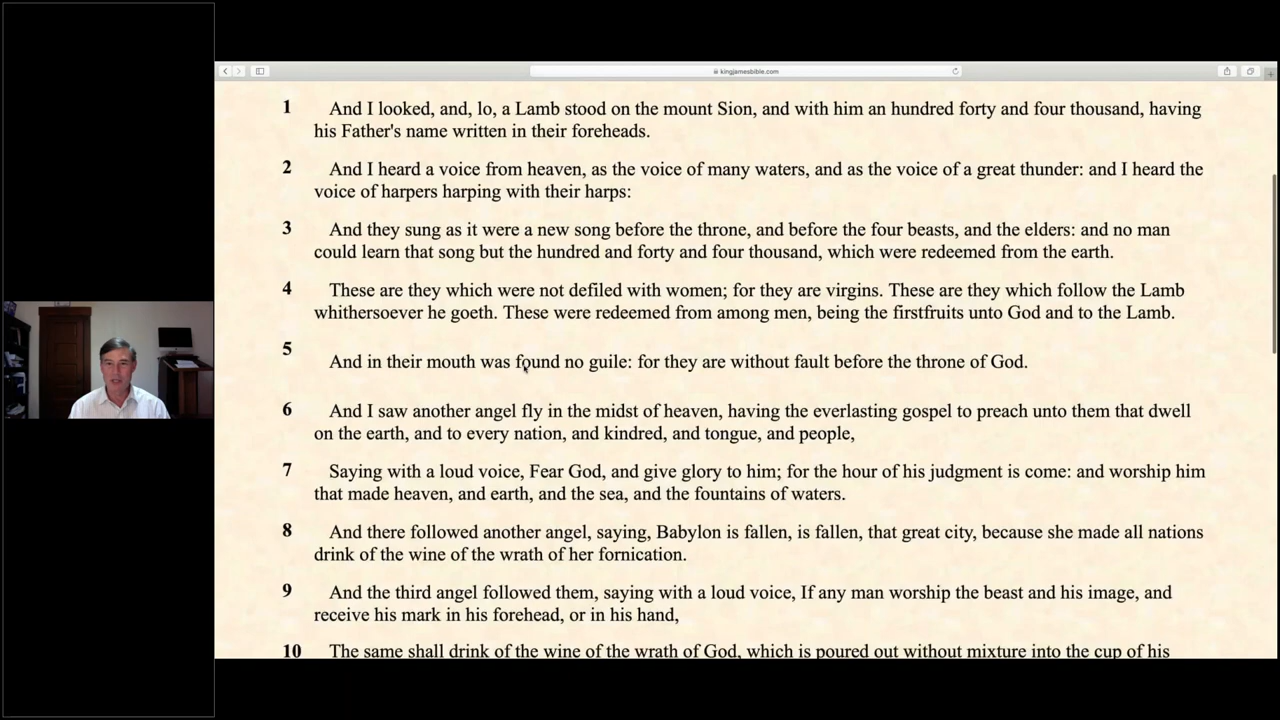 kingjamesbible.com
1 And I looked, and, lo, a Lamb stood on the mount Sion, and with him an hundred forty and four thousand, having
his Father's name written in their foreheads.
2 And I heard a voice from heaven, as the voice of many waters, and as the voice of a great thunder: and I heard the
voice of harpers harping with their harps:
3 And they sung as it were a new song before the throne, and before the four beasts, and the elders: and no man
could learn that song but the hundred and forty and four thousand, which were redeemed from the earth.
4 These are they which were not defiled with women; for they are virgins. These are they which follow the Lamb
whithersoever he goeth. These were redeemed from among men, being the firstfruits unto God and to the Lamb.
5 And in their mouth was found no guile: for they are without fault before the throne of God.
6 And I saw another angel fly in the midst of heaven, having the everlasting gospel to preach unto them that dwell
on the earth, and to every nation, and kindred, and tongue, and people,
7 Saying with a loud voice, Fear God, and give glory to him; for the hour of his judgment is come: and worship him
that made heaven, and earth, and the sea, and the fountains of waters.
8 And there followed another angel, saying, Babylon is fallen, is fallen, that great city, because she made all nations
drink of the wine of the wrath of her fornication.
9 And the third angel followed them, saying with a loud voice, If any man worship the beast and his image, and
receive his mark in his forehead, or in his hand,
10 The same shall drink of the wine of the wrath of God, which is poured out without mixture into the cup of his